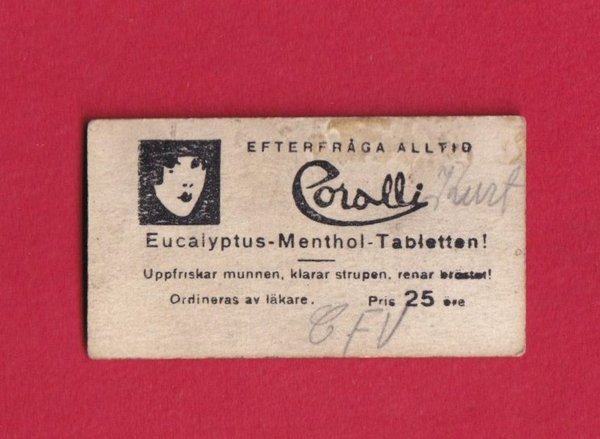 EFTERFRÅGA ALLTID
Coralli Kurt
Eucalyptus-Menthol-Tabletten!
Uppfriskar munnen, klarar strupen, renar bröstet!
Ordineras av läkare. Pris 25 öre
CFV